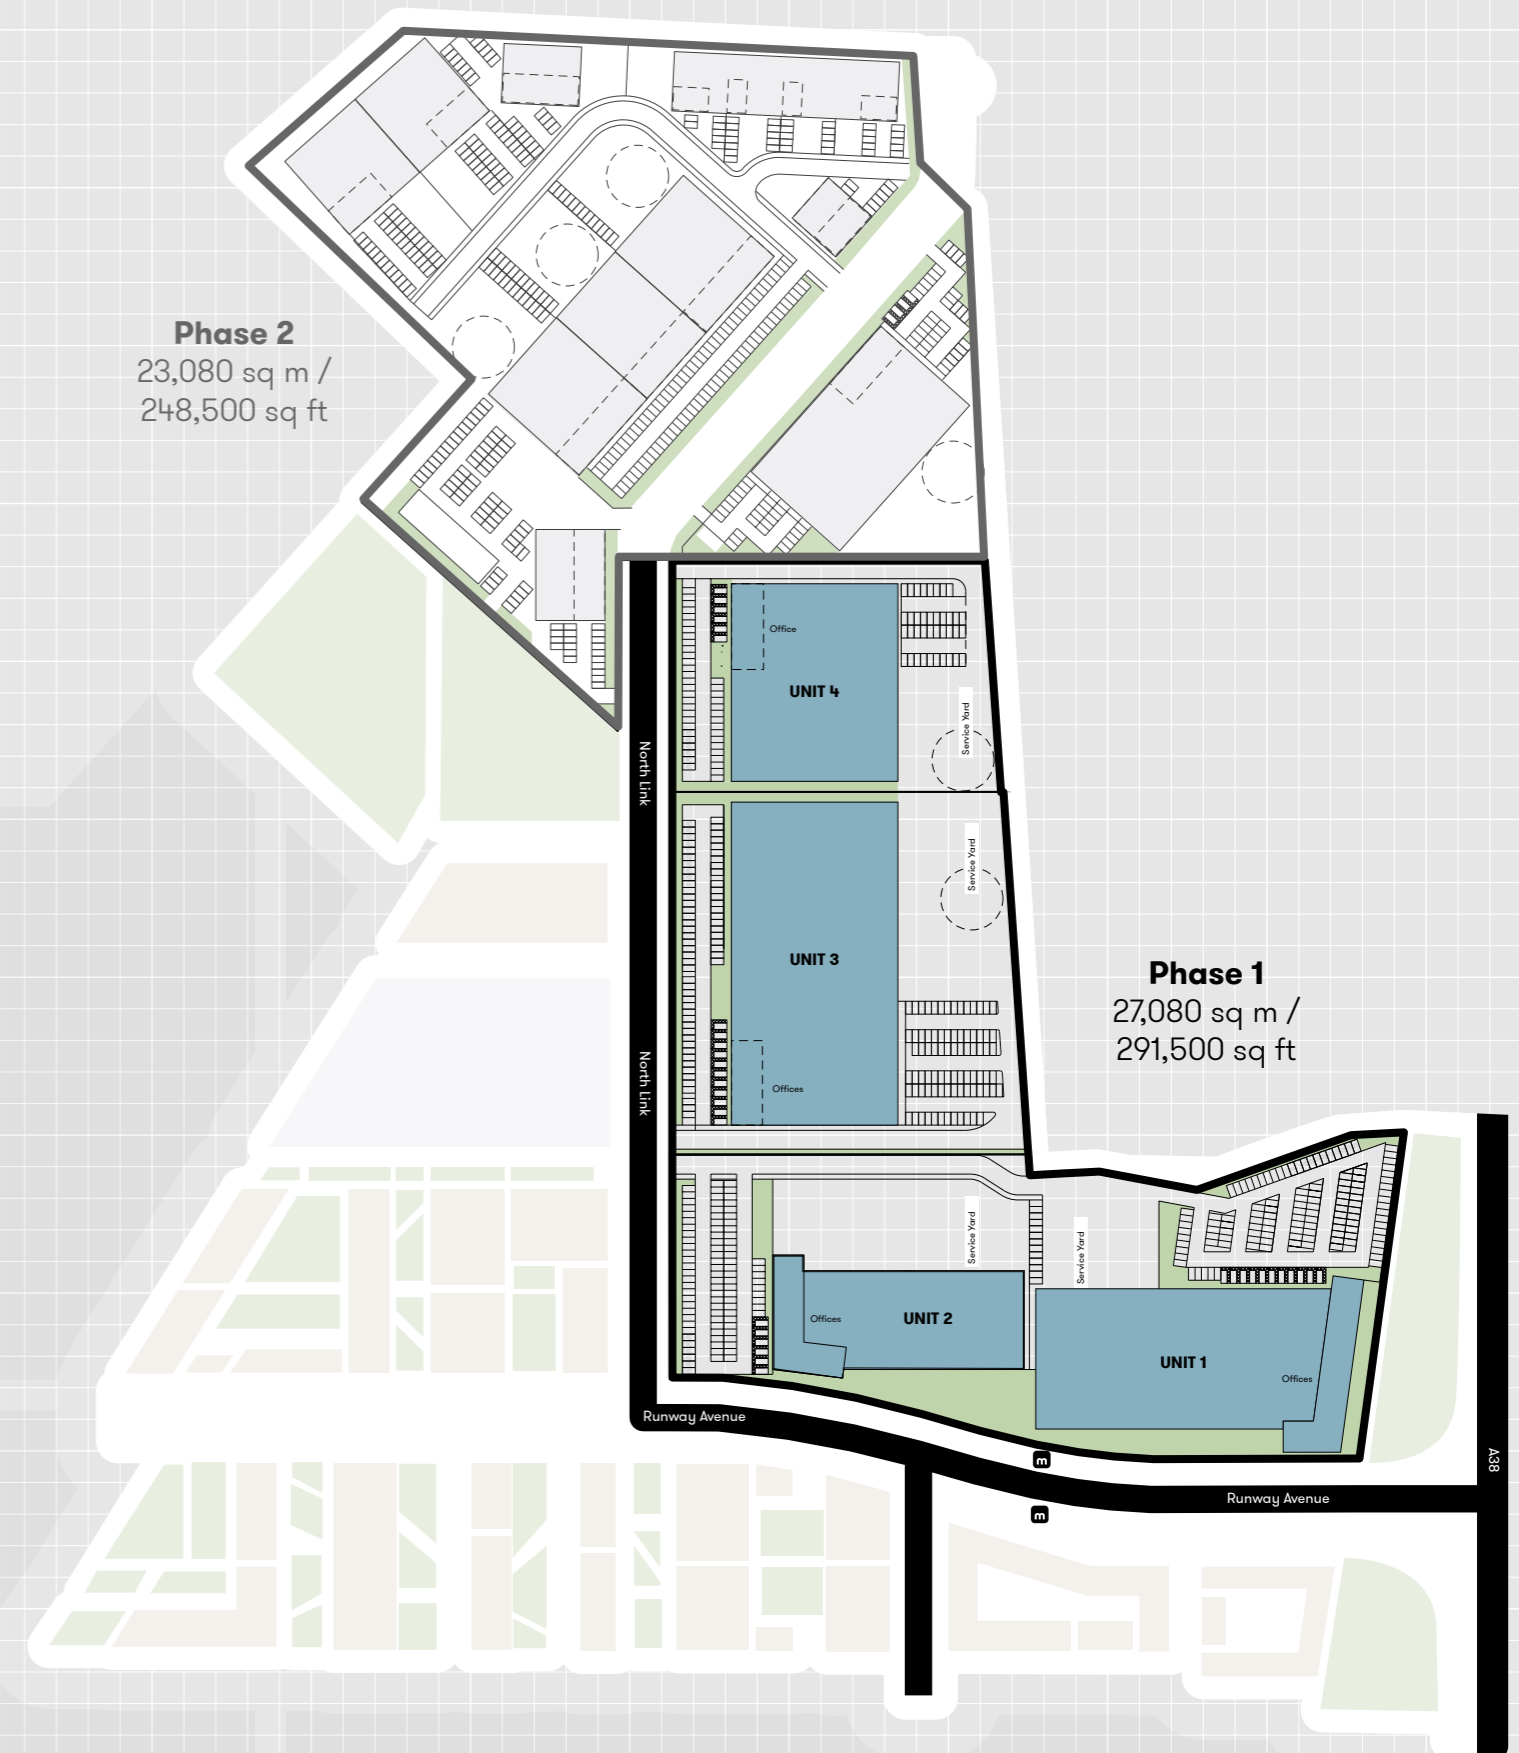 Phase 2
23,080 sq m /
248,500 sq ft
Office
UNIT 4
Service Yard
North Link
Service Yard
UNIT 3
Phase 1
27,080 sq m /
291,500 sq ft
North Link
Offices
Service Yard
Service Yard
Offices
UNIT 2
UNIT 1
Offices
Runway Avenue
m
A38
Runway Avenue
m